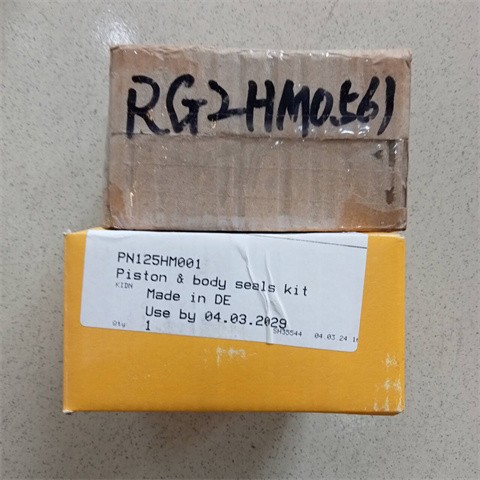 RG2HM0561
PN125HM001
Piston & body seals kit
KIDN
Made in DE
Use by 04.03.2029
Qty 1
SH35544 04.03.24